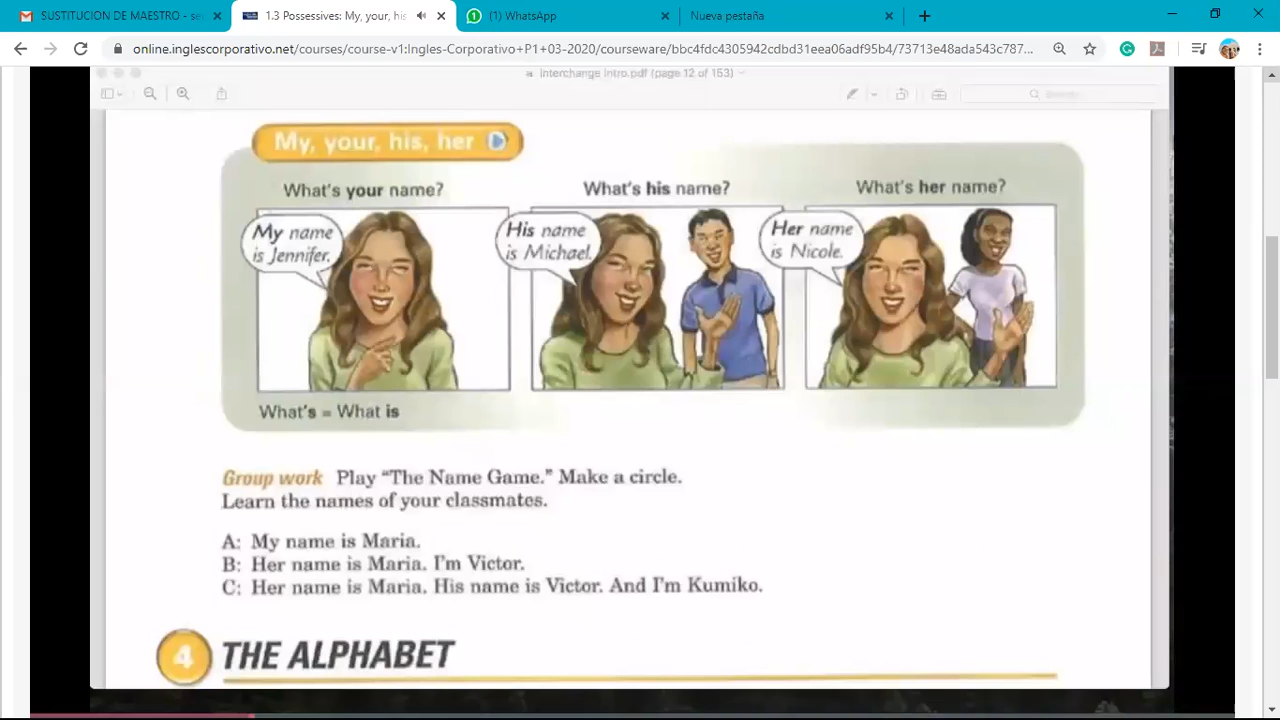 SUSTITUCION DE MAESTRO - se
1.3 Possessives: My, your, his
(1) WhatsApp
Nueva pestaña
online.inglescorporativo.net/courses/course-v1:Ingles-Corporativo+P1+03-2020/courseware/bbc4fdc4305342cdbd31eea06adf95b4/73713e48ada543c787...
Interchange Intro.pdf (page 12 of 153)
My, your, his, her
What's your name?
What's his name?
What's her name?
My name
is Jennifer.
His name
is Michael.
Her name
is Nicole.
What's = What is
Group work Play “The Name Game.” Make a circle.
Learn the names of your classmates.
A: My name is Maria.
B: Her name is Maria. I'm Victor.
C: Her name is Maria. His name is Victor. And I'm Kumiko.
4 THE ALPHABET